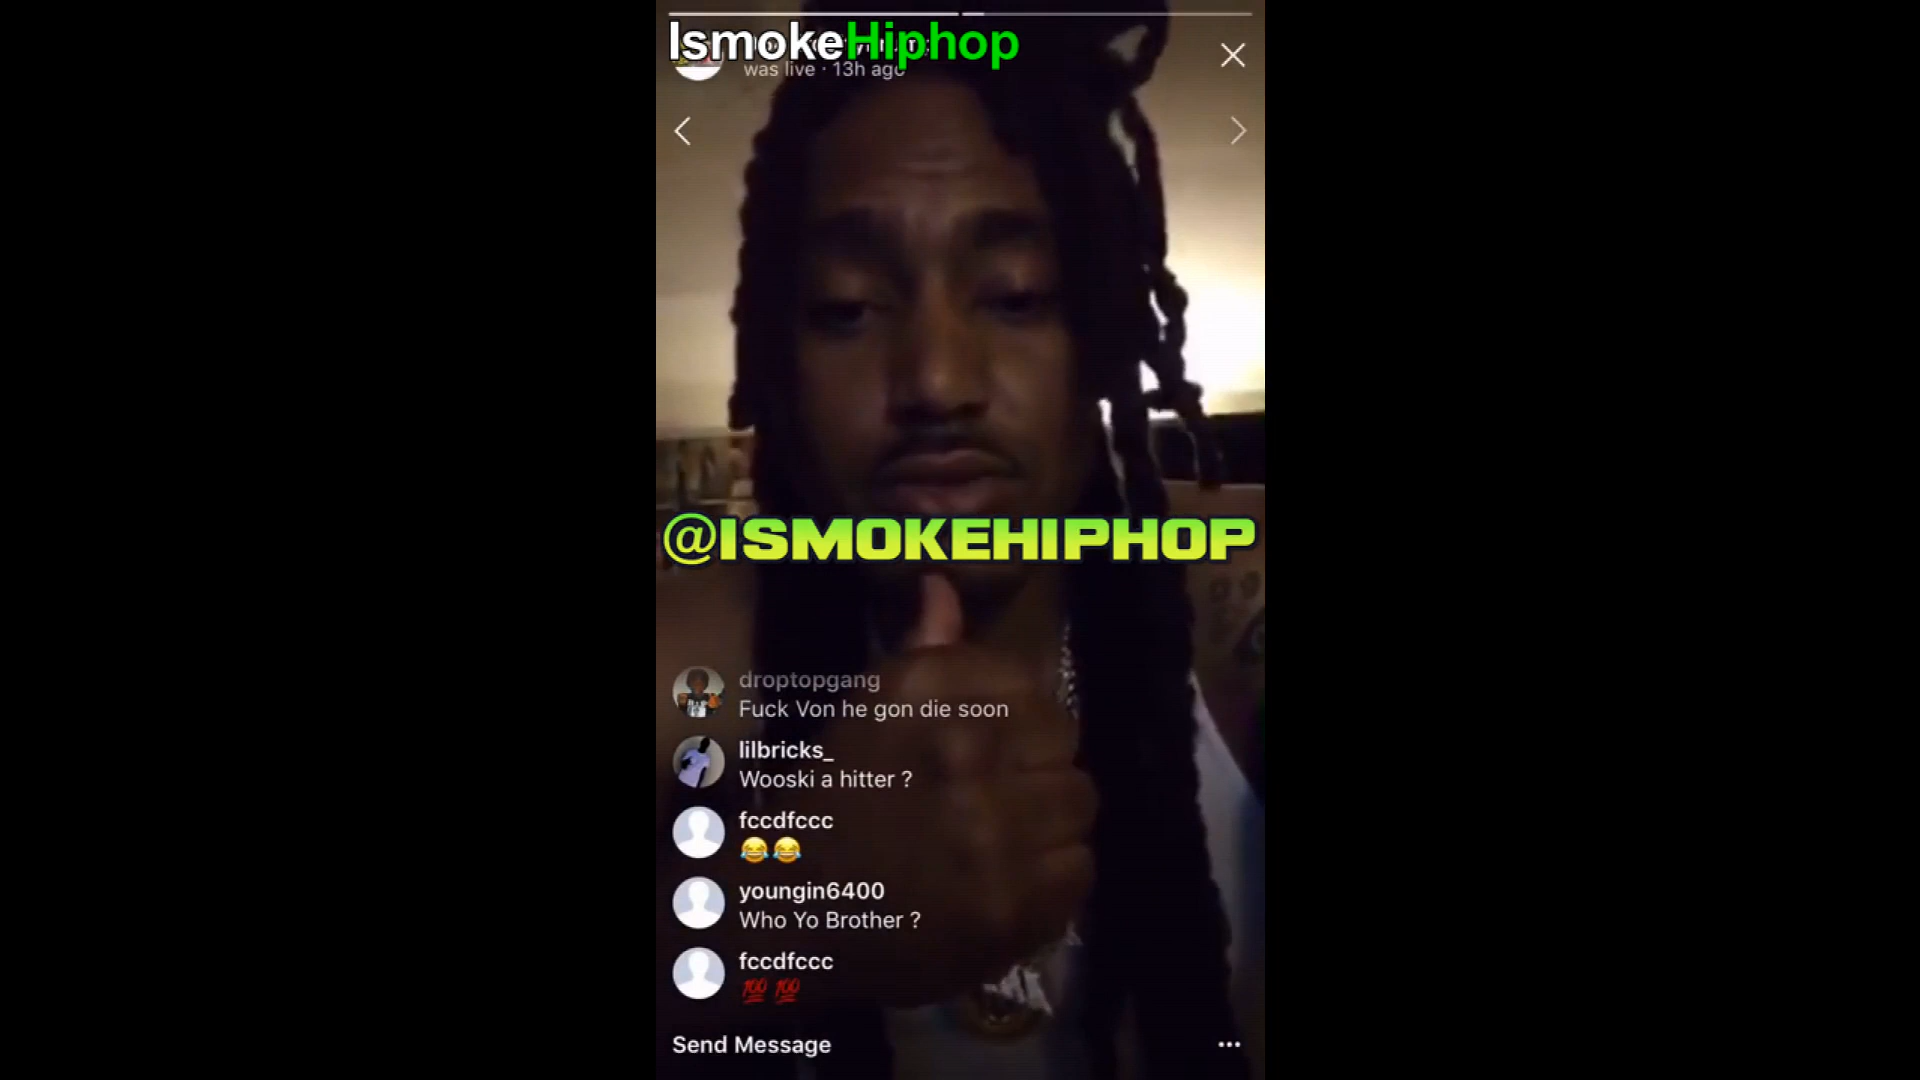 IsmokeHiphop
was live · 13h ago
@ISMOKEHIPHOP
droptopgang
Fuck Von he gon die soon
lilbricks_
Wooski a hitter ?
fccdfccc
😂😂
youngin6400
Who Yo Brother ?
fccdfccc
💯💯
Send Message